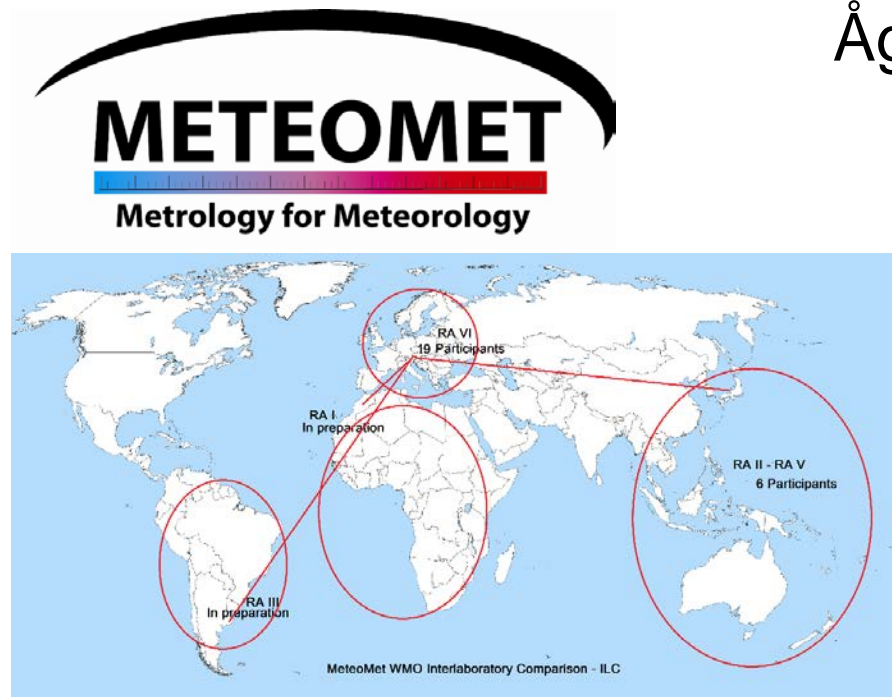 Åg
METEOMET
Metrology for Meteorology
RA VI
19 Participants
RA I
In preparation
RA II - RA V
6 Participants
RA III
In preparation
MeteoMet WMO Interlaboratory Comparison - ILC